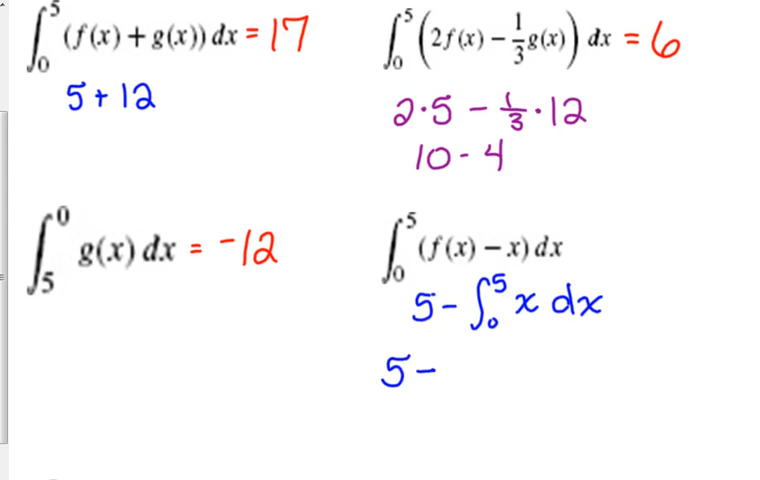 ∫₀⁵ (f(x) + g(x)) dx = 17
5 + 12
∫₀⁵ (2f(x) − 1/3 g(x)) dx = 6
2·5 − 1/3·12
10 - 4
∫₅⁰ g(x) dx = -12
∫₀⁵ (f(x) − x) dx
5 - ∫₀⁵ x dx
5 -